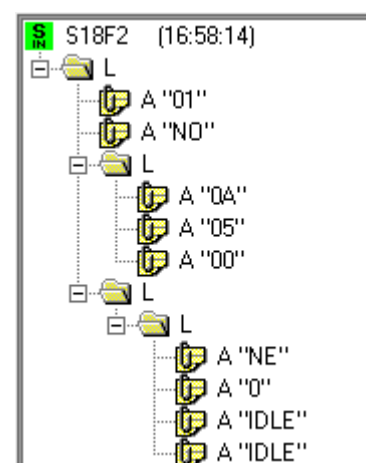 S IN S18F2 (16:58:14)
L
A "01"
A "NO"
L
A "0A"
A "05"
A "00"
L
L
A "NE"
A "0"
A "IDLE"
A "IDLE"